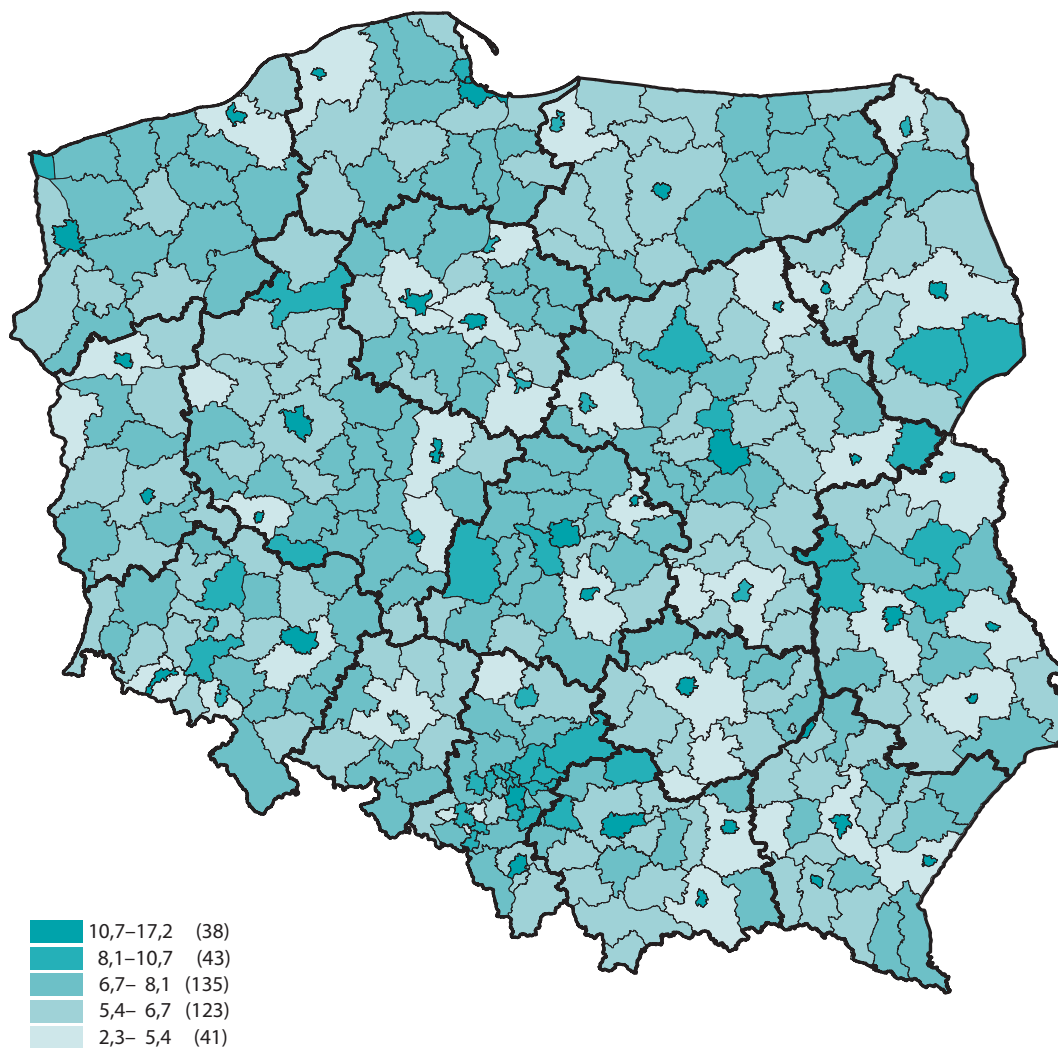 10,7–17,2 (38)
8,1–10,7 (43)
6,7– 8,1 (135)
5,4– 6,7 (123)
2,3– 5,4 (41)